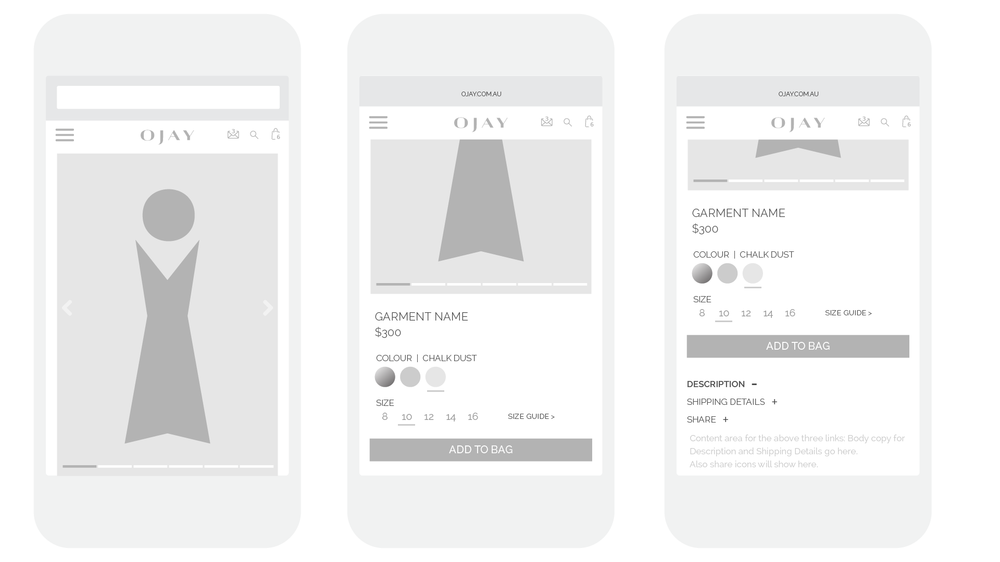 OJAY
3
6
OJAY.COM.AU
OJAY
3
6
GARMENT NAME
$300
COLOUR | CHALK DUST
SIZE
8 10 12 14 16 SIZE GUIDE >
ADD TO BAG
OJAY.COM.AU
OJAY
3
6
GARMENT NAME
$300
COLOUR | CHALK DUST
SIZE
8 10 12 14 16 SIZE GUIDE >
ADD TO BAG
DESCRIPTION -
SHIPPING DETAILS +
SHARE +
Content area for the above three links: Body copy for
Description and Shipping Details go here.
Also share icons will show here.